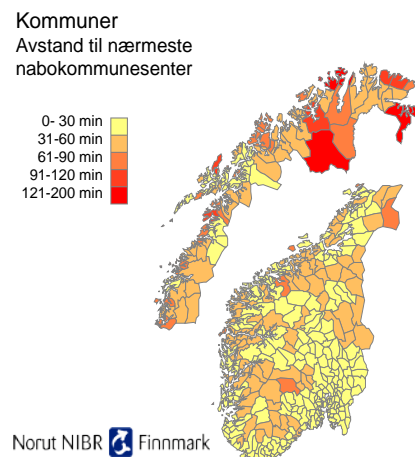 Kommuner
Avstand til nærmeste
nabokommunesenter
0- 30 min
31-60 min
61-90 min
91-120 min
121-200 min
Norut NIBR Finnmark